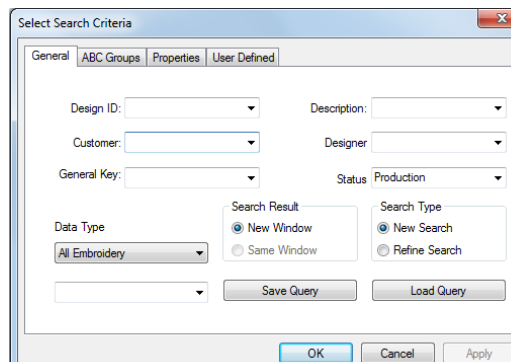 Select Search Criteria
General ABC Groups Properties User Defined
Design ID: Description:
Customer: Designer
General Key: Status Production
Search Result Search Type
Data Type New Window New Search
All Embroidery Same Window Refine Search
Save Query Load Query
OK Cancel Apply